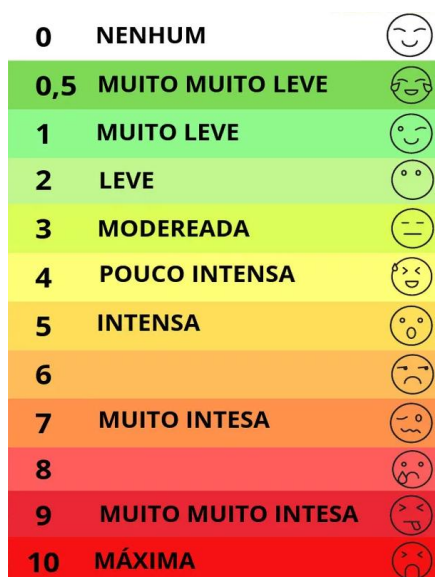 0 NENHUM
0,5 MUITO MUITO LEVE
1 MUITO LEVE
2 LEVE
3 MODEREADA
4 POUCO INTENSA
5 INTENSA
6
7 MUITO INTESA
8
9 MUITO MUITO INTESA
10 MÁXIMA